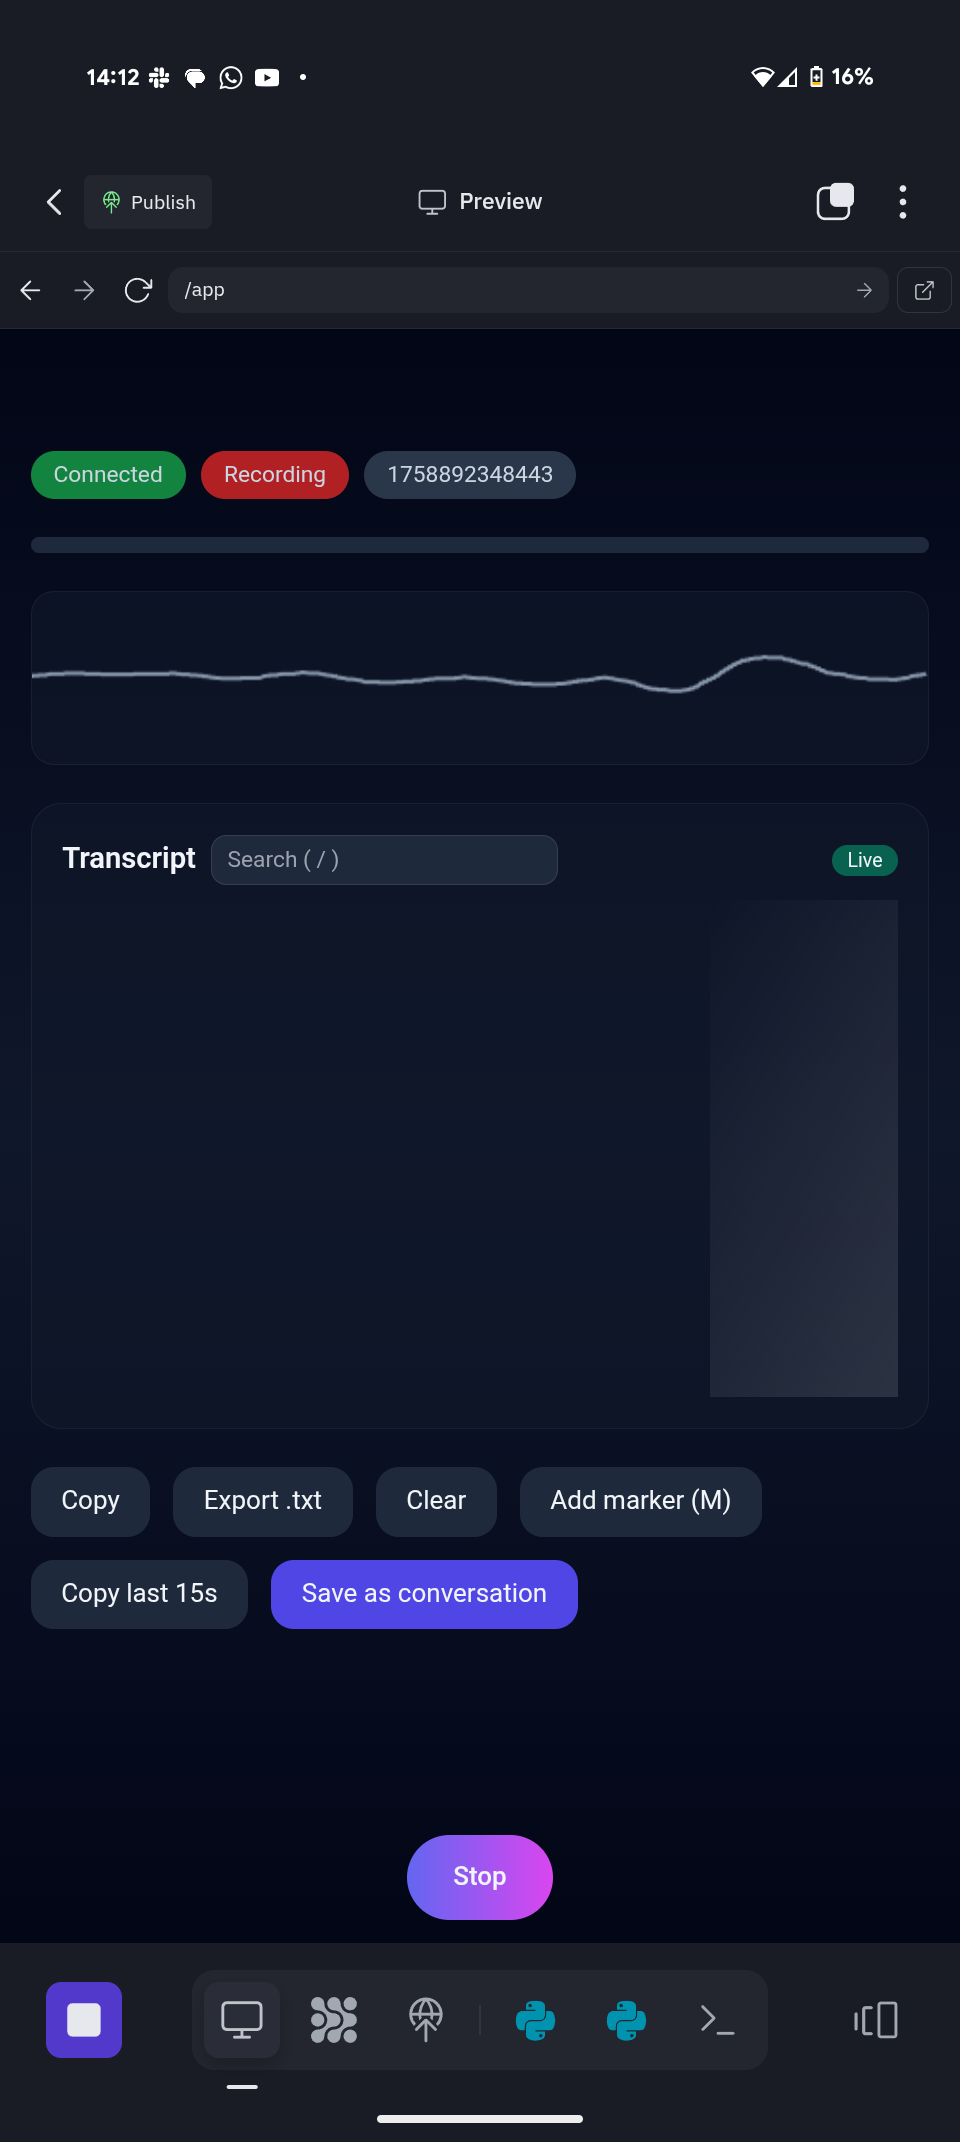 14:12
16%
Publish
Preview
/app
Connected
Recording
1758892348443
Transcript
Search ( / )
Live
Copy
Export .txt
Clear
Add marker (M)
Copy last 15s
Save as conversation
Stop